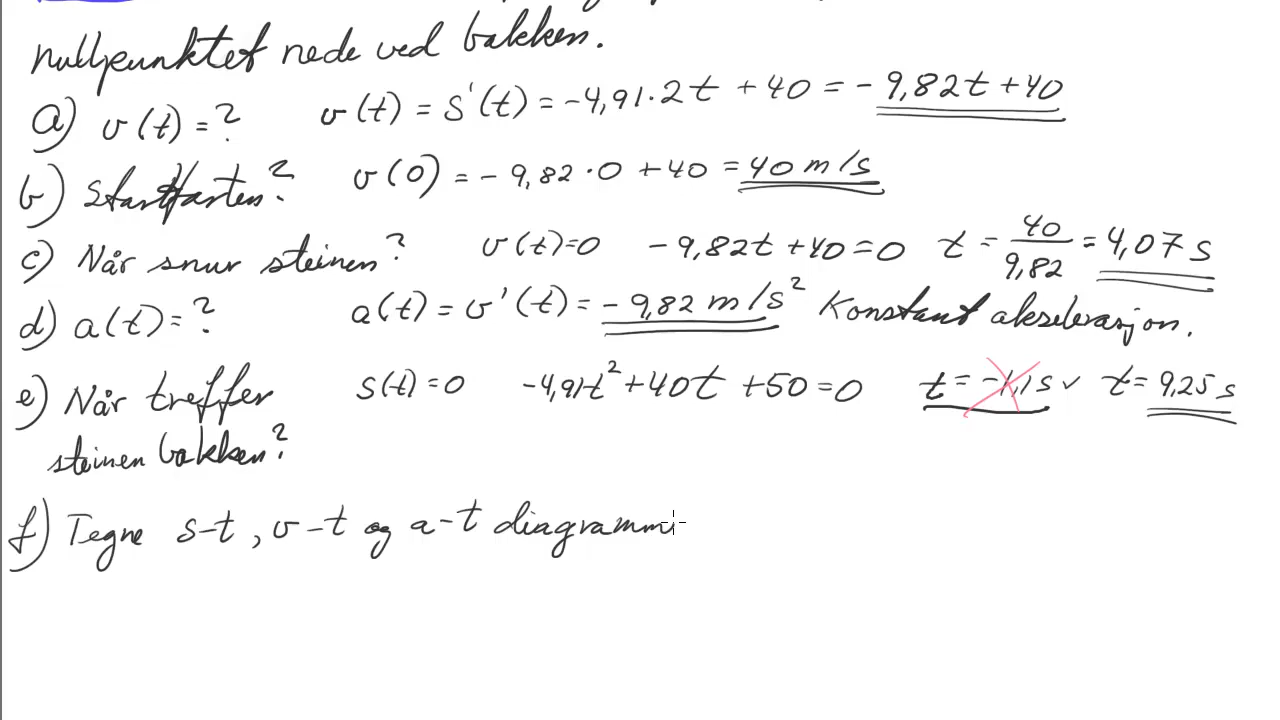 nullpunktet nede ved bakken.
a) v(t) = ? v(t) = s'(t) = -4,91·2t + 40 = -9,82t + 40
b) Startfarten? v(0) = -9,82·0 + 40 = 40 m/s
c) Når snur steinen? v(t)=0 -9,82t + 40 = 0 t = 40/9,82 = 4,07 s
d) a(t) = ? a(t) = v'(t) = -9,82 m/s² Konstant akselerasjon.
e) Når treffer s(t) = 0 -4,91t² + 40t + 50 = 0 t = -1,1 s ✓ t = 9,25 s
steinen bakken?
f) Tegne s-t, v-t og a-t diagrammi